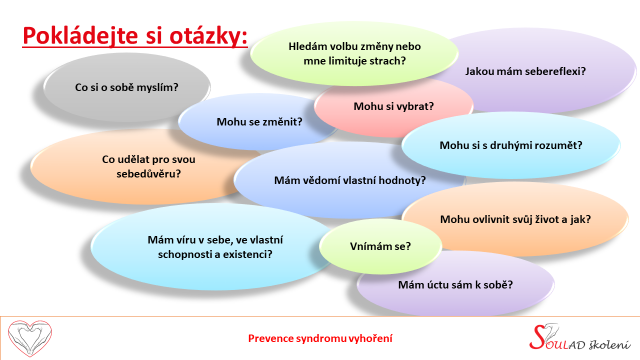 Pokládejte si otázky:
Hledám volbu změny nebo
mne limituje strach?
Jakou mám sebereflexi?
Co si o sobě myslím?
Mohu si vybrat?
Mohu se změnit?
Mohu si s druhými rozumět?
Co udělat pro svou
sebedůvěru?
Mám vědomí vlastní hodnoty?
Mohu ovlivnit svůj život a jak?
Mám víru v sebe, ve vlastní
schopnosti a existenci?
Vnímám se?
Mám úctu sám k sobě?
Prevence syndromu vyhoření
SOULAD školení